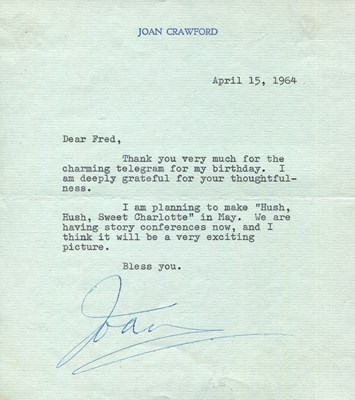 JOAN CRAWFORD
April 15, 1964
Dear Fred,
Thank you very much for the
charming telegram for my birthday. I
am deeply grateful for your thoughtful-
ness.
I am planning to make "Hush,
Hush, Sweet Charlotte" in May. We are
having story conferences now, and I
think it will be a very exciting
picture.
Bless you.
Joan